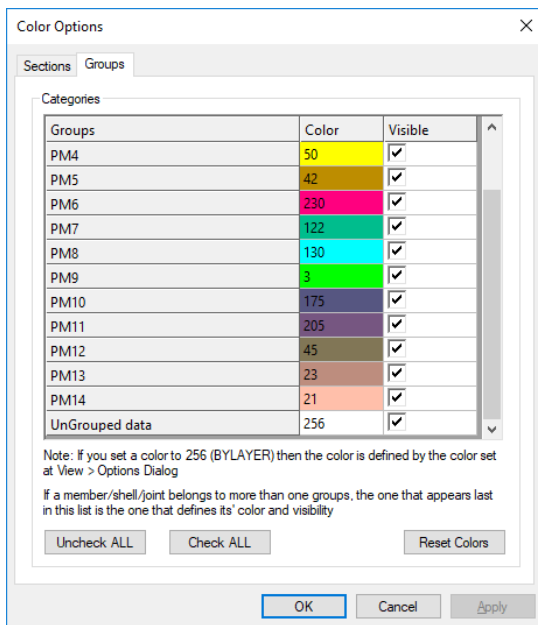 Color Options
Sections Groups
Categories
Groups Color Visible
PM4 50
PM5 42
PM6 230
PM7 122
PM8 130
PM9 3
PM10 175
PM11 205
PM12 45
PM13 23
PM14 21
UnGrouped data 256
Note: If you set a color to 256 (BYLAYER) then the color is defined by the color set
at View > Options Dialog
If a member/shell/joint belongs to more than one groups, the one that appears last
in this list is the one that defines its' color and visibility
Uncheck ALL Check ALL Reset Colors
OK Cancel Apply